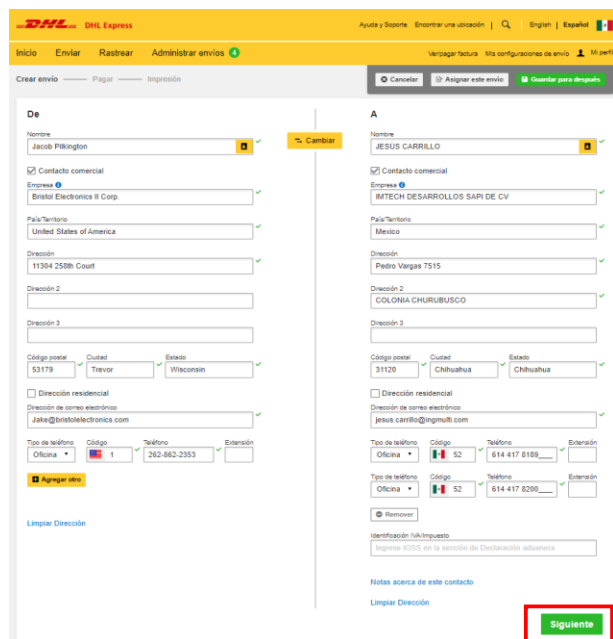 DHL DHL Express Ayuda y Soporte Encontrar una ubicación | English | Español
Inicio Enviar Rastrear Administrar envíos 4 Ver/pagar factura Mis configuraciones de envío Mi perfil
Crear envío Pagar Impresión Cancelar Asignar este envío Guardar para después
De
Nombre
Jacob Pilkington
Contacto comercial
Empresa
Bristol Electronics II Corp.
País/Territorio
United States of America
Dirección
11304 258th Court
Dirección 2
Dirección 3
Código postal Ciudad Estado
53179 Trevor Wisconsin
Dirección residencial
Dirección de correo electrónico
Jake@bristolelectronics.com
Tipo de teléfono Código Teléfono Extensión
Oficina 1 262-862-2353
Agregar otro
Limpiar Dirección
Cambiar
A
Nombre
JESÚS CARRILLO
Contacto comercial
Empresa
IMTECH DESARROLLOS SAPI DE CV
País/Territorio
Mexico
Dirección
Pedro Vargas 7515
Dirección 2
COLONIA CHURUBUSCO
Dirección 3
Código postal Ciudad Estado
31120 Chihuahua Chihuahua
Dirección residencial
Dirección de correo electrónico
jesus.carrillo@ingmulti.com
Tipo de teléfono Código Teléfono Extensión
Oficina 52 614 417 8189___
Tipo de teléfono Código Teléfono Extensión
Oficina 52 614 417 8200___
Remover
Identificación IVA/Impuesto
Ingrese IOSS en la sección de Declaración aduanera
Notas acerca de este contacto
Limpiar Dirección
Siguiente